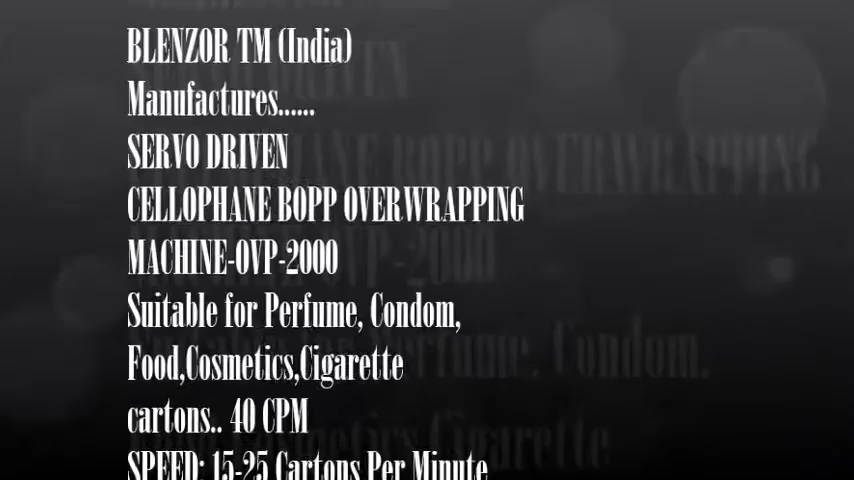 BLENZOR TM (India)
Manufactures......
SERVO DRIVEN
CELLOPHANE BOPP OVERWRAPPING
MACHINE-OVP-2000
Suitable for Perfume, Condom,
Food,Cosmetics,Cigarette
cartons.. 40 CPM
SPEED: 15-25 Cartons Per Minute